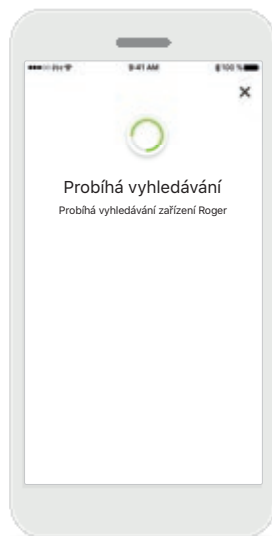 9:41 AM
100 %
Probíhá vyhledávání
Probíhá vyhledávání zařízení Roger